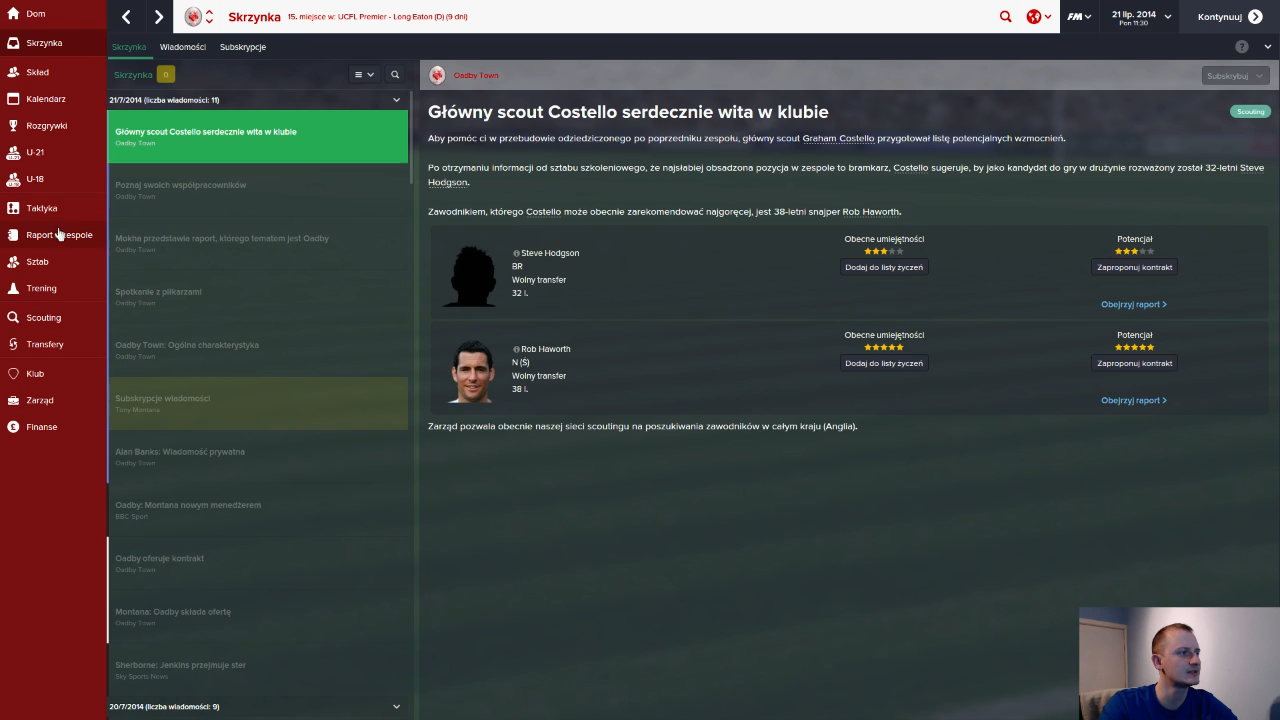 Dom
Skrzynka
Skład
Kalendarz
Rozgrywki
U-21
U-18
Taktyka
Raport zespole
Sztab
Trening
Scouting
Transfery
Klub
Zarząd
Finanse
Skrzynka
15. miejsce w: UCFL Premier - Long Eaton (D) (9 dni)
FM
21 lip. 2014
Pon 11:30
Kontynuuj
Skrzynka Wiadomości Subskrypcje
Skrzynka 0
21/7/2014 (liczba wiadomości: 11)
Główny scout Costello serdecznie wita w klubie
Oadby Town
Poznaj swoich współpracowników
Oadby Town
Mokha przedstawia raport, którego tematem jest Oadby
Oadby Town
Spotkanie z piłkarzami
Oadby Town
Oadby Town: Ogólna charakterystyka
Oadby Town
Subskrypcje wiadomości
Tony Montana
Alan Banks: Wiadomość prywatna
Oadby Town
Oadby: Montana nowym menedżerem
BBC Sport
Oadby oferuje kontrakt
Oadby Town
Montana: Oadby składa ofertę
Oadby Town
Sherborne: Jenkins przejmuje ster
Sky Sports News
20/7/2014 (liczba wiadomości: 9)
Oadby Town
Subskrybuj
Główny scout Costello serdecznie wita w klubie
Scouting
Aby pomóc ci w przebudowie odziedziczonego po poprzedniku zespołu, główny scout Graham Costello przygotował listę potencjalnych wzmocnień.
Po otrzymaniu informacji od sztabu szkoleniowego, że najsłabiej obsadzona pozycja w zespole to bramkarz, Costello sugeruje, by jako kandydat do gry w drużynie rozważony został 32-letni Steve
Hodgson.
Zawodnikiem, którego Costello może obecnie zarekomendować najgoręcej, jest 38-letni snajper Rob Haworth.
Steve Hodgson
BR
Wolny transfer
32 l.
Obecne umiejętności
Dodaj do listy życzeń
Potencjał
Zaproponuj kontrakt
Obejrzyj raport >
Rob Haworth
N (Ś)
Wolny transfer
38 l.
Obecne umiejętności
Dodaj do listy życzeń
Potencjał
Zaproponuj kontrakt
Obejrzyj raport >
Zarząd pozwala obecnie naszej sieci scoutingu na poszukiwania zawodników w całym kraju (Anglia).